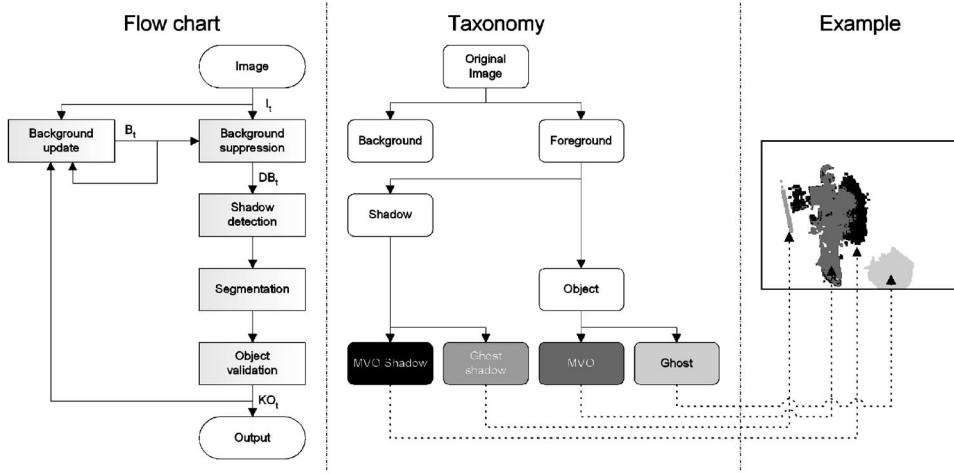 Flow chart
Image
I_t
Background
update
B_t
Background
suppression
DB_t
Shadow
detection
Segmentation
Object
validation
KO_t
Output
Taxonomy
Original
Image
Background
Foreground
Shadow
Object
MVO Shadow
Ghost
shadow
MVO
Ghost
Example